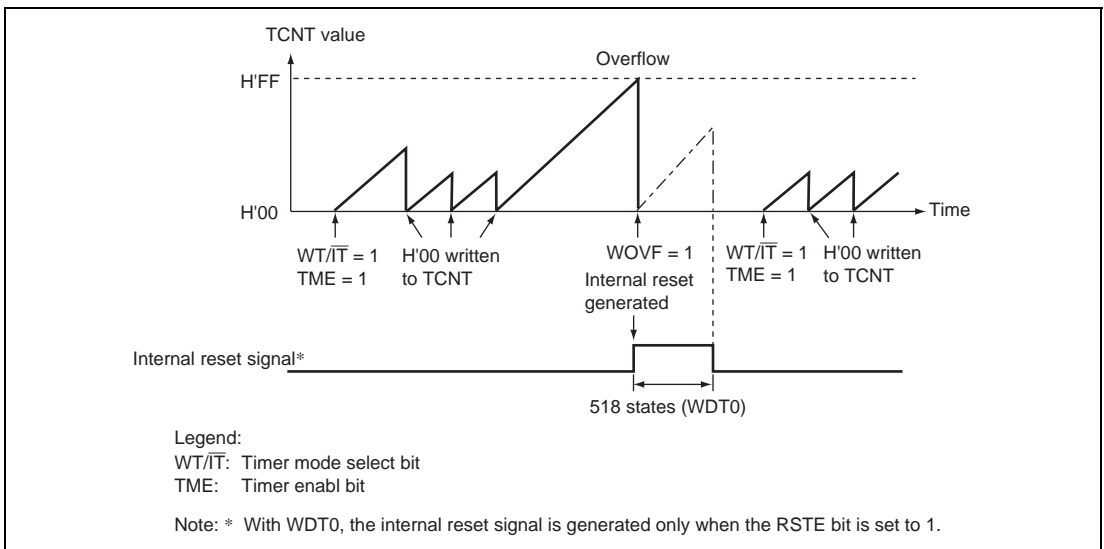 TCNT value
Overflow
H'FF
H'00
Time
WT/IT = 1
TME = 1
H'00 written
to TCNT
WOVF = 1
Internal reset
generated
WT/IT = 1
TME = 1
H'00 written
to TCNT
Internal reset signal*
518 states (WDT0)
Legend:
WT/IT: Timer mode select bit
TME: Timer enabl bit
Note: * With WDT0, the internal reset signal is generated only when the RSTE bit is set to 1.